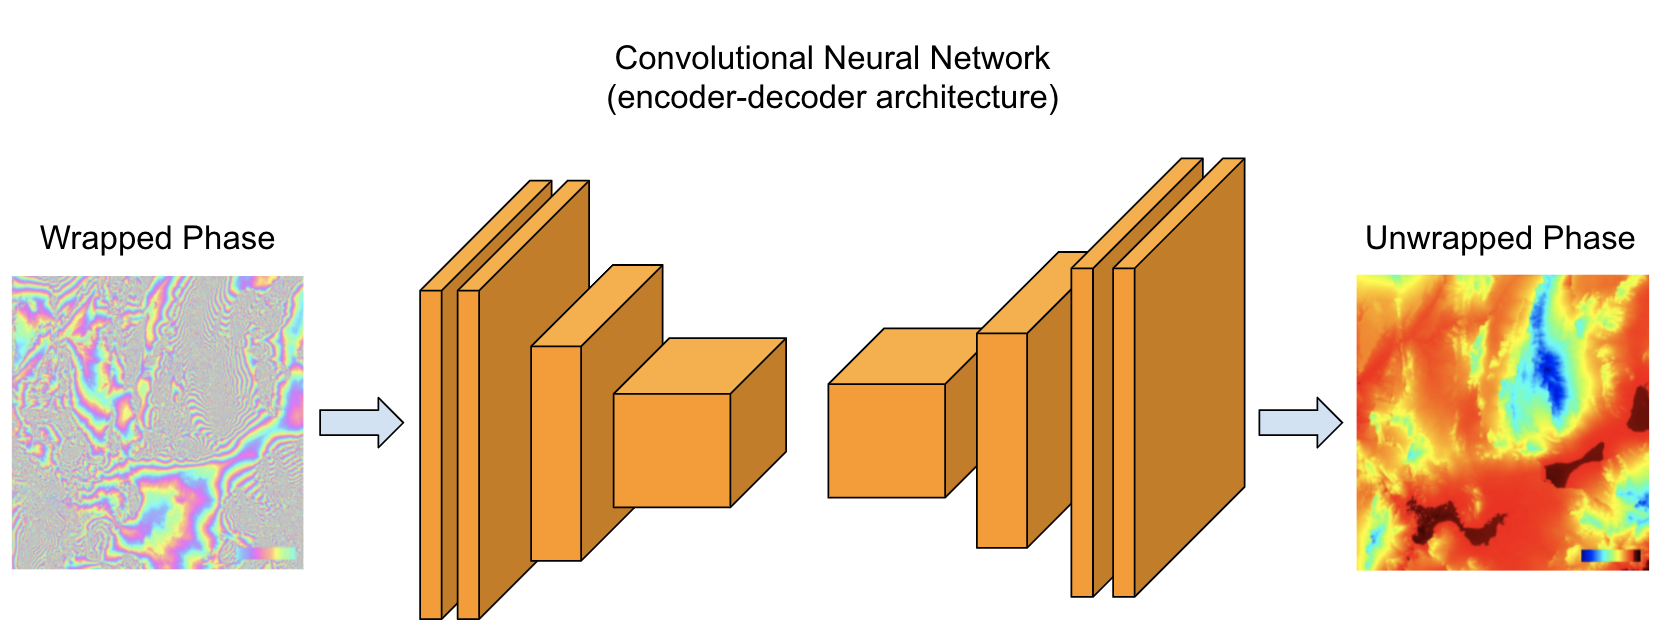 Convolutional Neural Network
(encoder-decoder architecture)
Wrapped Phase
Unwrapped Phase